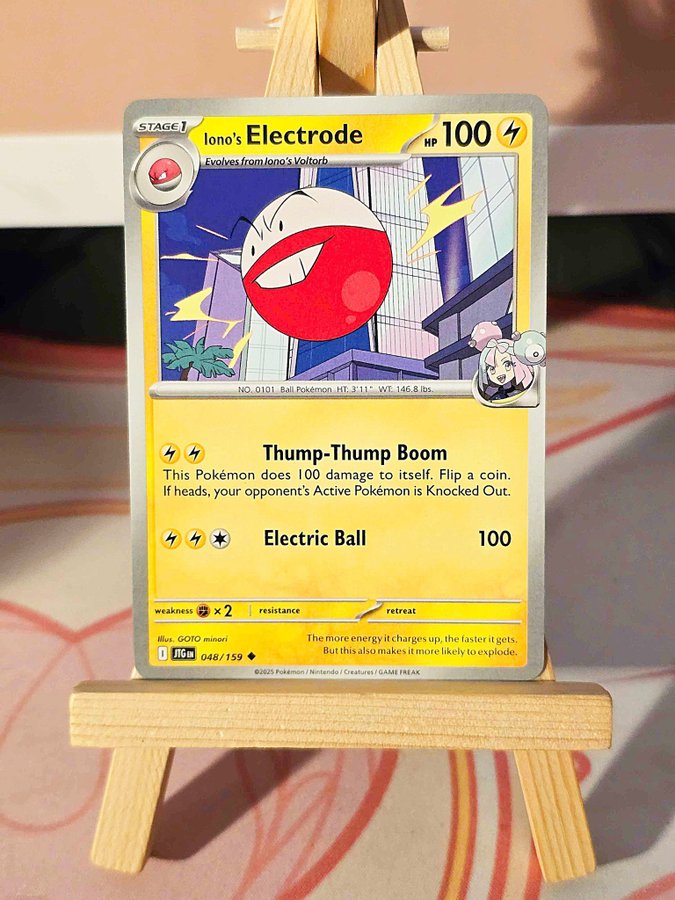 STAGE1
Iono's Electrode HP 100
Evolves from Iono's Voltorb
NO. 0101 Ball Pokémon HT: 3'11" WT: 146.8 lbs.
Thump-Thump Boom
This Pokémon does 100 damage to itself. Flip a coin.
If heads, your opponent's Active Pokémon is Knocked Out.
Electric Ball 100
weakness ×2 resistance retreat
Illus. GOTO minori
The more energy it charges up, the faster it gets.
But this also makes it more likely to explode.
I JTG EN 048/159
©2025 Pokémon / Nintendo / Creatures / GAME FREAK